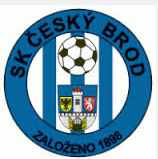 SK ČESKÝ BROD
ZALOŽENO 1898